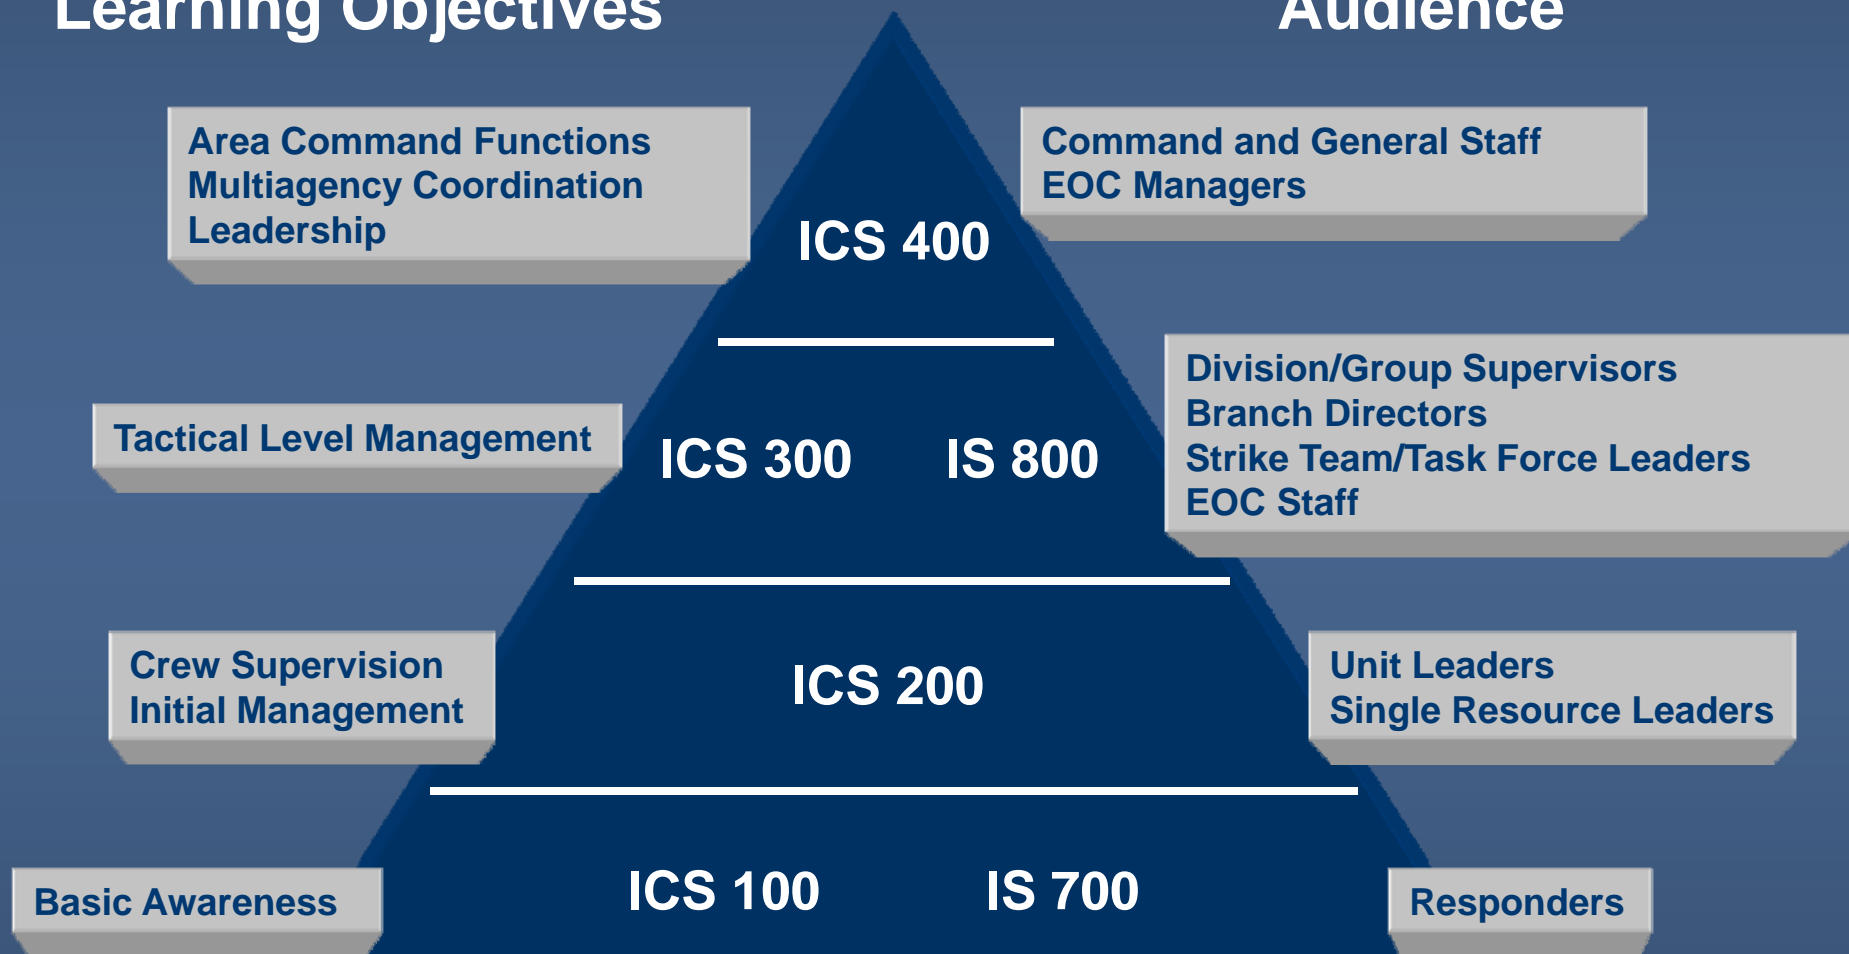 Learning Objectives
Audience
Area Command Functions
Multiagency Coordination
Leadership
ICS 400
Command and General Staff
EOC Managers
Tactical Level Management
ICS 300
IS 800
Division/Group Supervisors
Branch Directors
Strike Team/Task Force Leaders
EOC Staff
Crew Supervision
Initial Management
ICS 200
Unit Leaders
Single Resource Leaders
Basic Awareness
ICS 100
IS 700
Responders